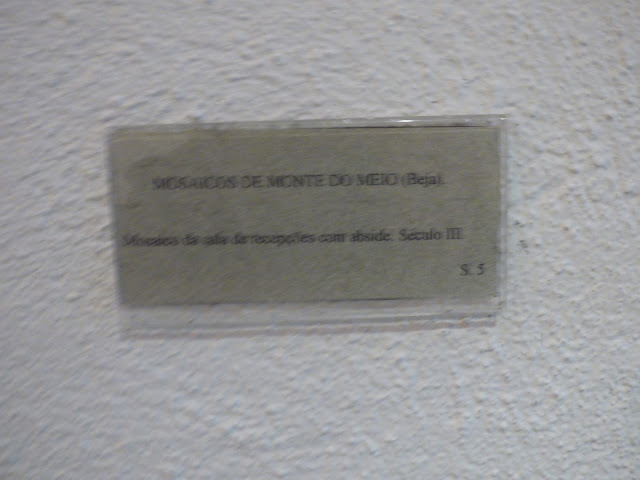 MOSAICOS DE MONTE DO MEIO (Beja).
Mosaico da sala de recepções com abside. Século III
S. 5